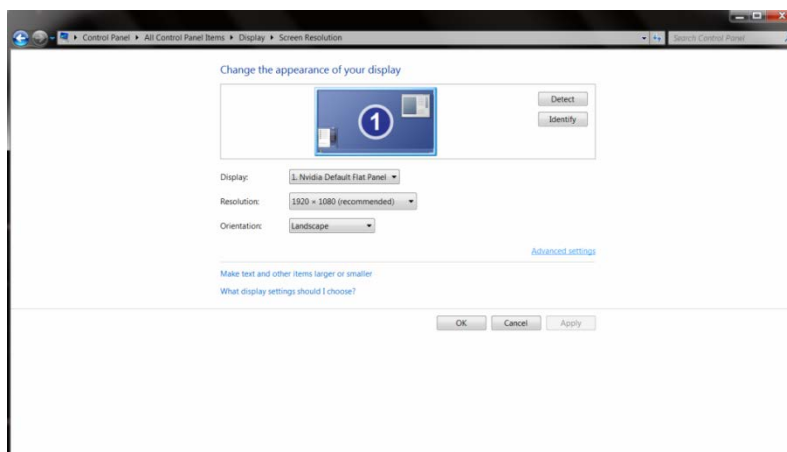 Control Panel ▸ All Control Panel Items ▸ Display ▸ Screen Resolution
Search Control Panel
Change the appearance of your display
1
Detect
Identify
Display: 1. Nvidia Default Flat Panel
Resolution: 1920 × 1080 (recommended)
Orientation: Landscape
Advanced settings
Make text and other items larger or smaller
What display settings should I choose?
OK Cancel Apply